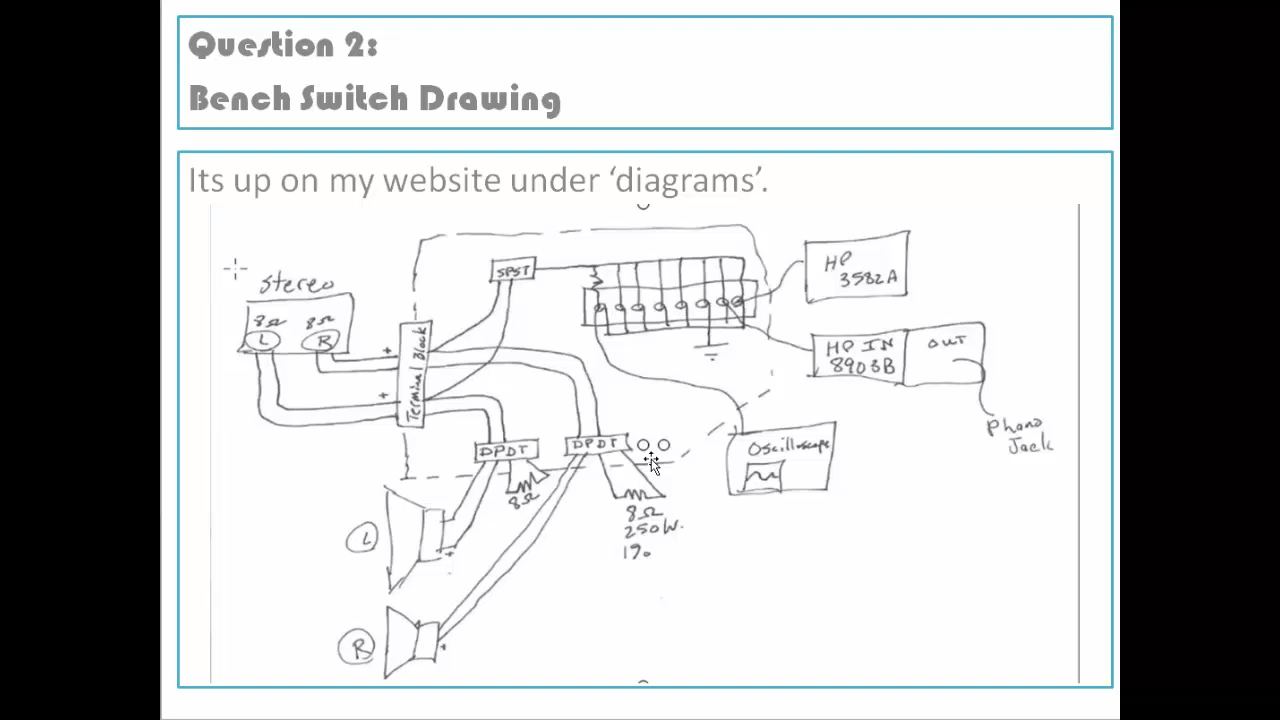 Question 2:
Bench Switch Drawing
Its up on my website under ‘diagrams’.
Stereo
8Ω
8Ω
L
R
+
+
Terminal Block
SPST
HP
3582A
HP IN
8903B
OUT
Phono
Jack
Oscilloscope
DPDT
DPDT
8Ω
8Ω
250W.
1%
L
+
R
+